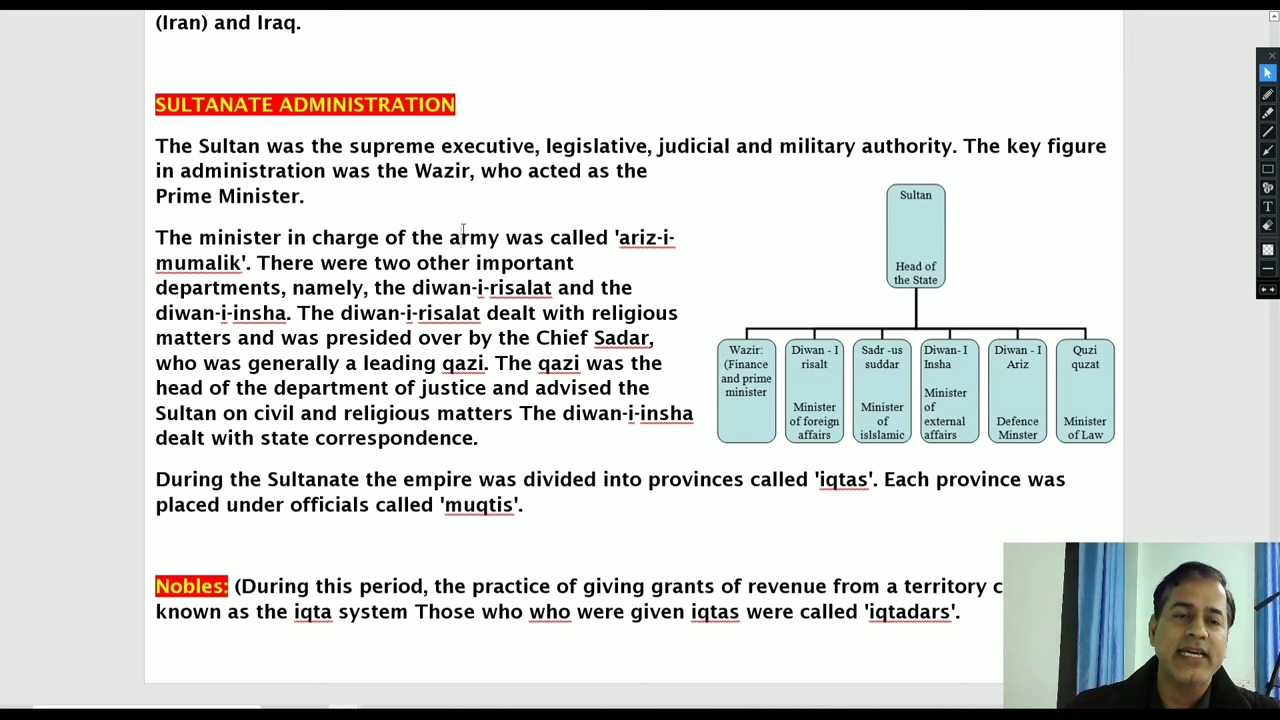 (Iran) and Iraq.
SULTANATE ADMINISTRATION
The Sultan was the supreme executive, legislative, judicial and military authority. The key figure
in administration was the Wazir, who acted as the
Prime Minister.
The minister in charge of the army was called 'ariz-i-
mumalik'. There were two other important
departments, namely, the diwan-i-risalat and the
diwan-i-insha. The diwan-i-risalat dealt with religious
matters and was presided over by the Chief Sadar,
who was generally a leading qazi. The qazi was the
head of the department of justice and advised the
Sultan on civil and religious matters The diwan-i-insha
dealt with state correspondence.
Sultan
Head of
the State
Wazir:
(Finance
and prime
minister
Diwan - I
risalt
Minister
of foreign
affairs
Sadr -us
suddar
Minister
of
islslamic
Diwan- I
Insha
Minister
of
external
affairs
Diwan - I
Ariz
Defence
Minster
Quzi
quzat
Minister
of Law
During the Sultanate the empire was divided into provinces called 'iqtas'. Each province was
placed under officials called 'muqtis'.
Nobles: (During this period, the practice of giving grants of revenue from a territory
known as the iqta system Those who who were given iqtas were called 'iqtadars'.
T